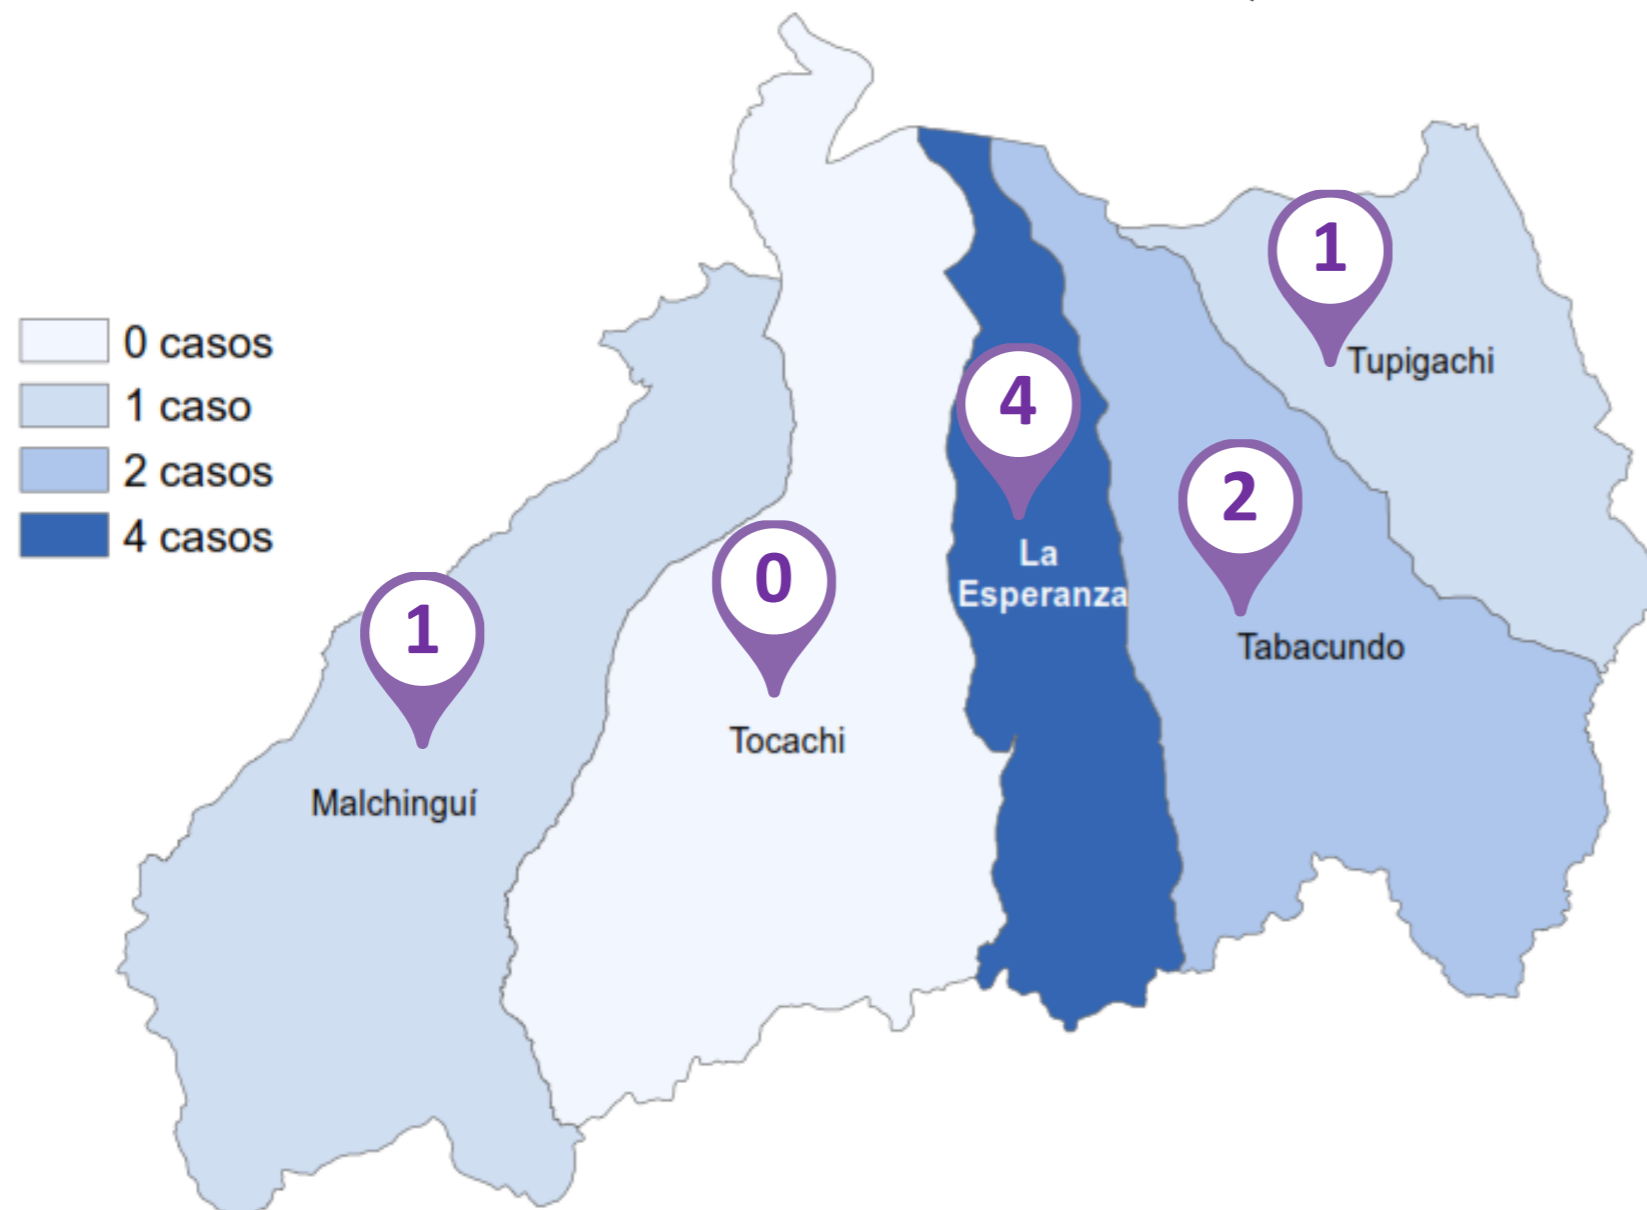 0 casos
1 caso
2 casos
4 casos
1
Tupigachi
4
La
Esperanza
2
Tabacundo
0
Tocachi
1
Malchinguí